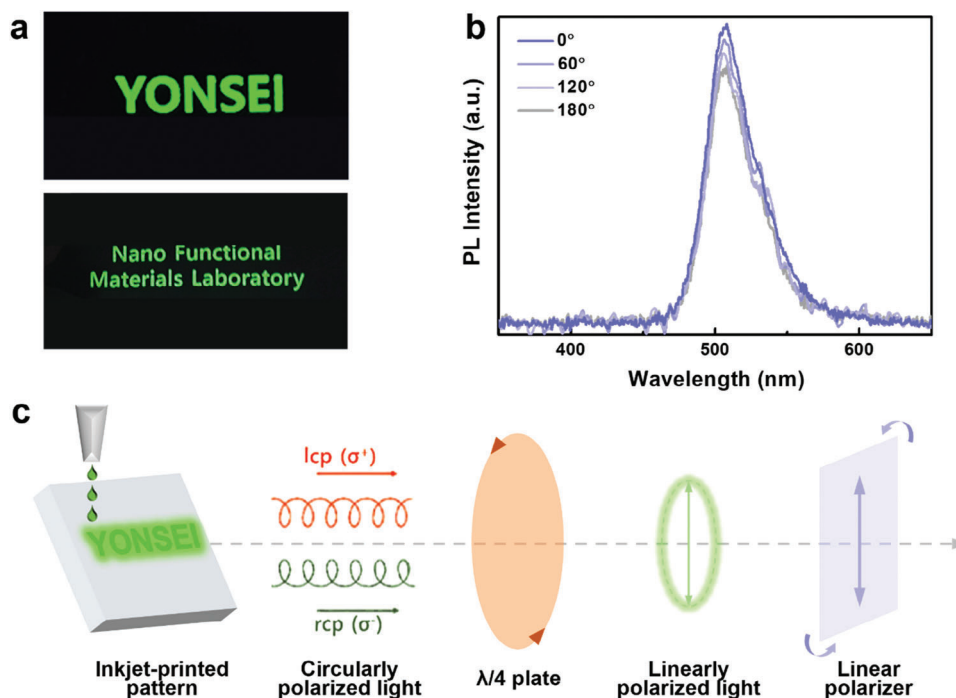 a
YONSEI
Nano Functional
Materials Laboratory
b
PL Intensity (a.u.)
0°
60°
120°
180°
400
500
600
Wavelength (nm)
c
YONSEI
lcp (σ⁺)
rcp (σ⁻)
Inkjet-printed
pattern
Circularly
polarized light
λ/4 plate
Linearly
polarized light
Linear
polarizer